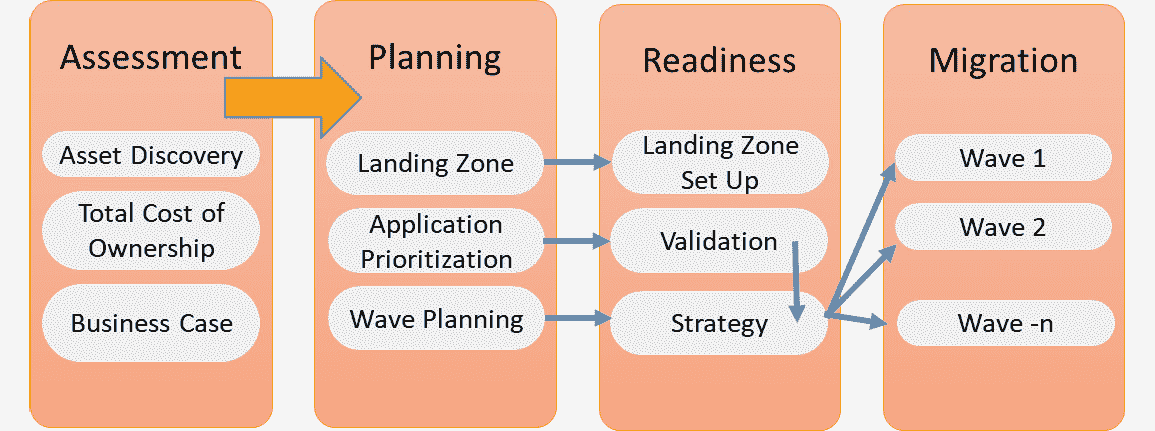 Assessment
Asset Discovery
Total Cost of
Ownership
Business Case
Planning
Landing Zone
Application
Prioritization
Wave Planning
Readiness
Landing Zone
Set Up
Validation
Strategy
Migration
Wave 1
Wave 2
Wave -n